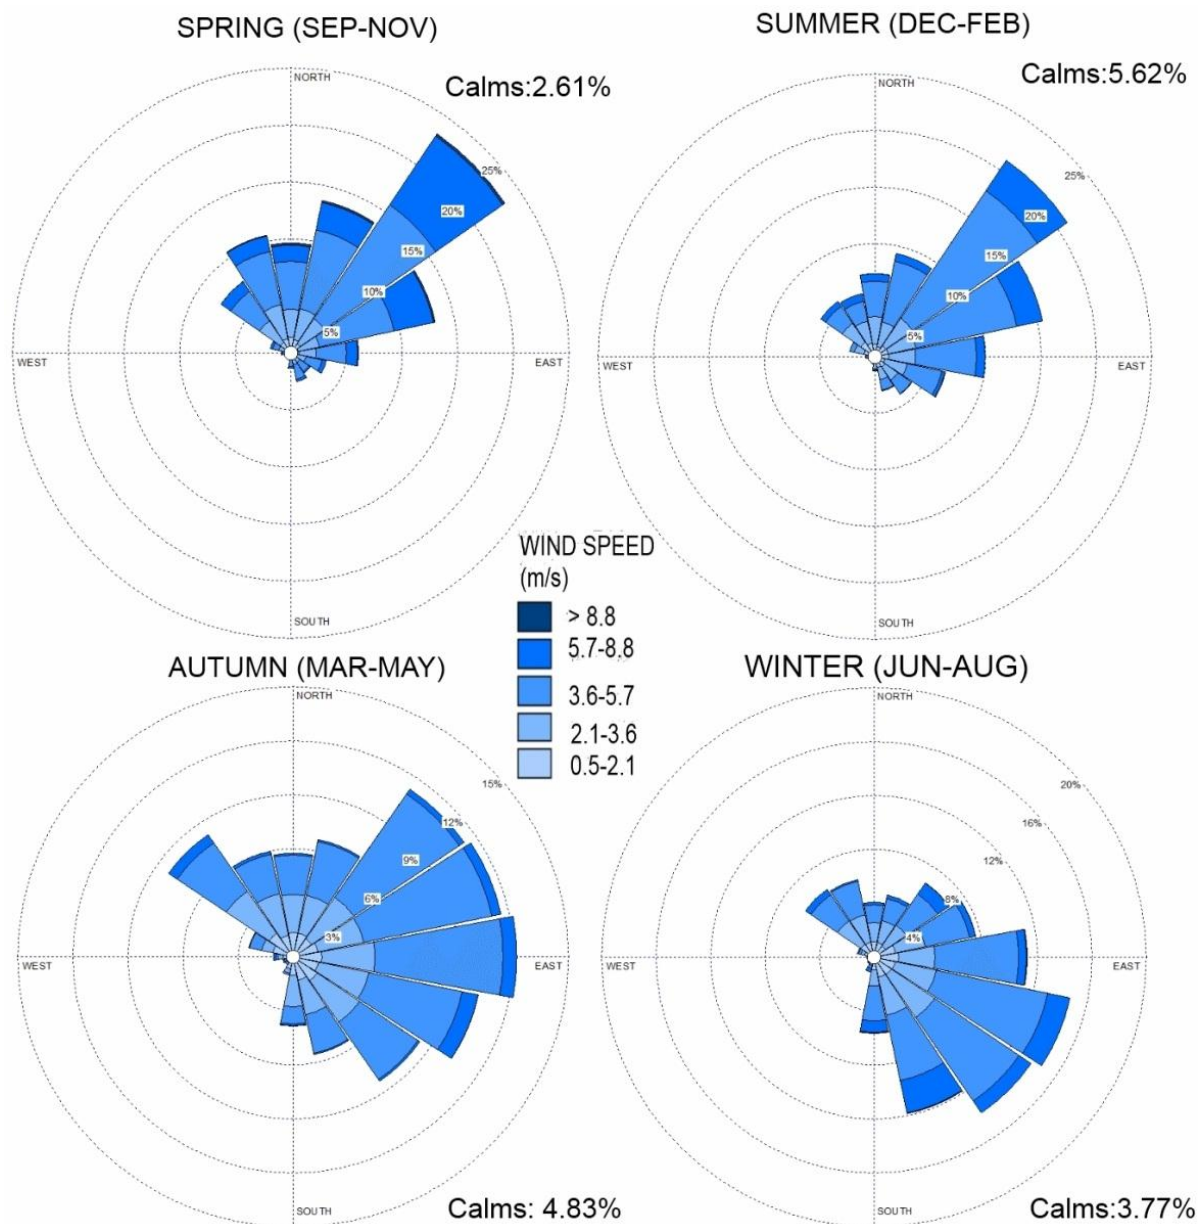 SPRING (SEP-NOV)
Calms:2.61%
NORTH
25%
20%
15%
10%
5%
WEST
EAST
SOUTH
SUMMER (DEC-FEB)
Calms:5.62%
NORTH
25%
20%
15%
10%
5%
WEST
EAST
SOUTH
WIND SPEED
(m/s)
> 8.8
5.7-8.8
3.6-5.7
2.1-3.6
0.5-2.1
AUTUMN (MAR-MAY)
NORTH
15%
12%
9%
6%
3%
WEST
EAST
SOUTH
Calms: 4.83%
WINTER (JUN-AUG)
NORTH
20%
16%
12%
8%
4%
WEST
EAST
SOUTH
Calms:3.77%